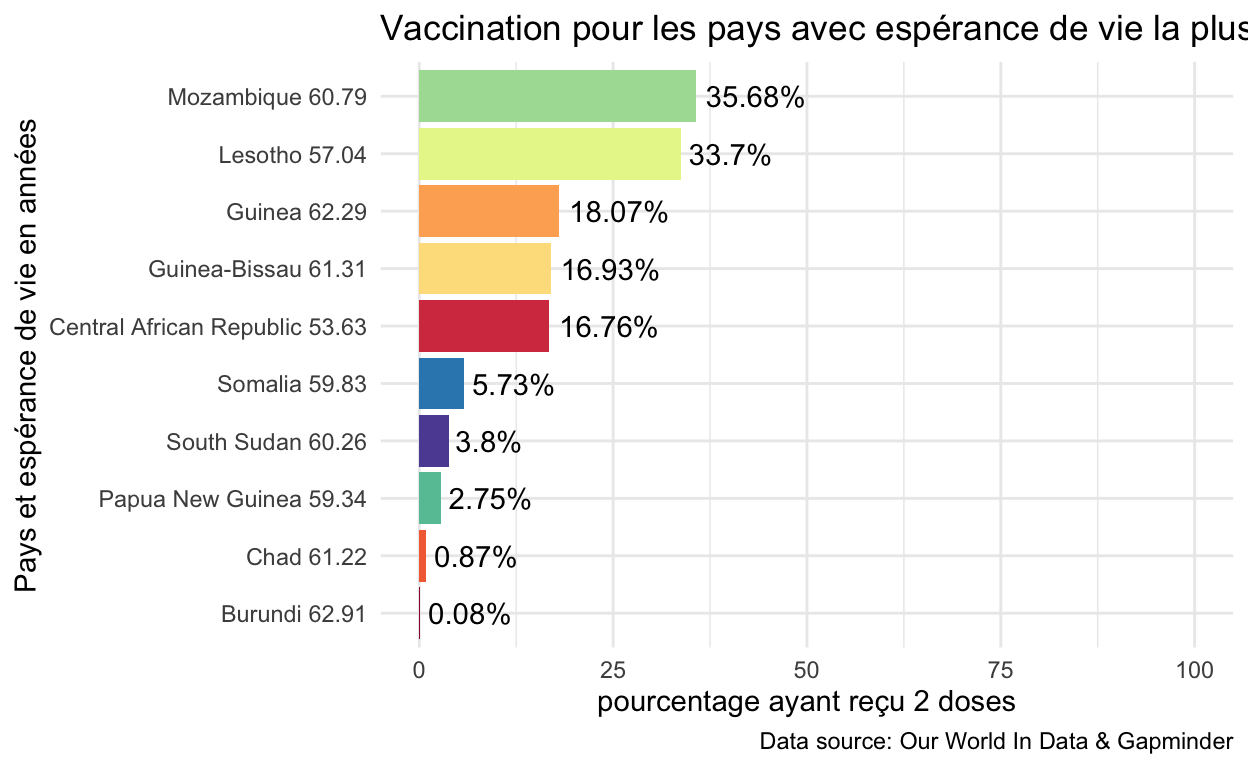 Vaccination pour les pays avec espérance de vie la plus
Pays et espérance de vie en années
Mozambique 60.79
35.68%
Lesotho 57.04
33.7%
Guinea 62.29
18.07%
Guinea-Bissau 61.31
16.93%
Central African Republic 53.63
16.76%
Somalia 59.83
5.73%
South Sudan 60.26
3.8%
Papua New Guinea 59.34
2.75%
Chad 61.22
0.87%
Burundi 62.91
0.08%
0 25 50 75 100
pourcentage ayant reçu 2 doses
Data source: Our World In Data & Gapminder